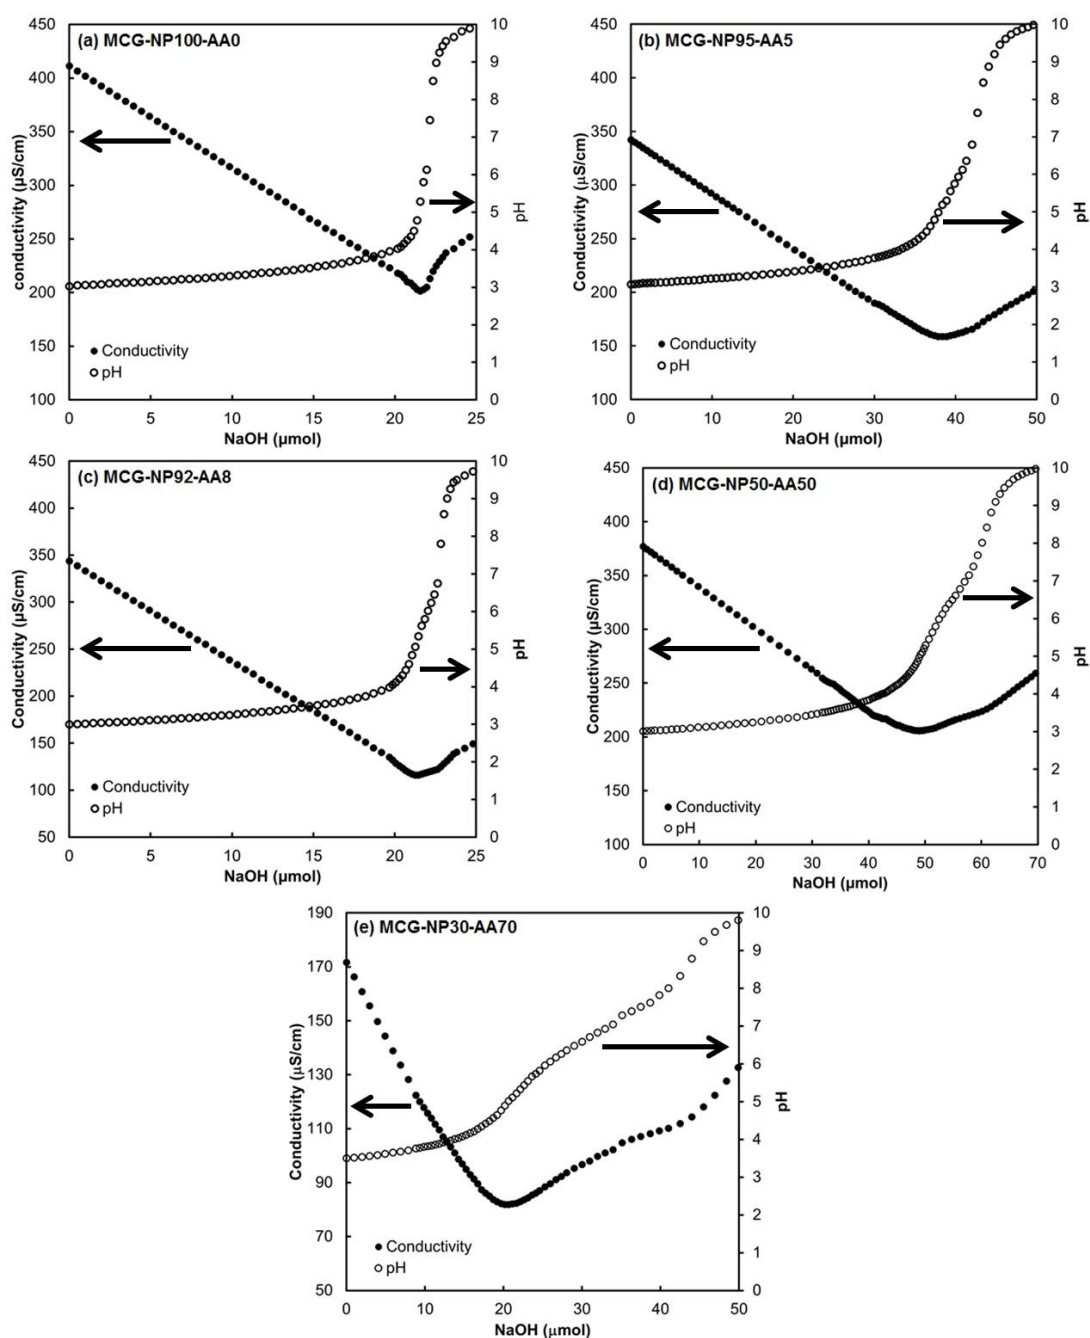 (a) MCG-NP100-AA0
450
400
350
300
250
200
150
100
conductivity (µS/cm)
10
9
8
7
6
5
4
3
2
1
0
pH
Conductivity
pH
0 5 10 15 20 25
NaOH (µmol)
(b) MCG-NP95-AA5
450
400
350
300
250
200
150
100
Conductivity (µS/cm)
10
9
8
7
6
5
4
3
2
1
0
pH
Conductivity
pH
0 10 20 30 40 50
NaOH (µmol)
(c) MCG-NP92-AA8
450
400
350
300
250
200
150
100
50
Conductivity (µS/cm)
10
9
8
7
6
5
4
3
2
1
0
pH
Conductivity
pH
0 5 10 15 20 25
NaOH (µmol)
(d) MCG-NP50-AA50
450
400
350
300
250
200
150
100
Conductivity (µS/cm)
10
9
8
7
6
5
4
3
2
1
0
pH
Conductivity
pH
0 10 20 30 40 50 60 70
NaOH (µmol)
(e) MCG-NP30-AA70
190
170
150
130
110
90
70
50
Conductivity (µS/cm)
10
9
8
7
6
5
4
3
2
1
0
pH
Conductivity
pH
0 10 20 30 40 50
NaOH (µmol)